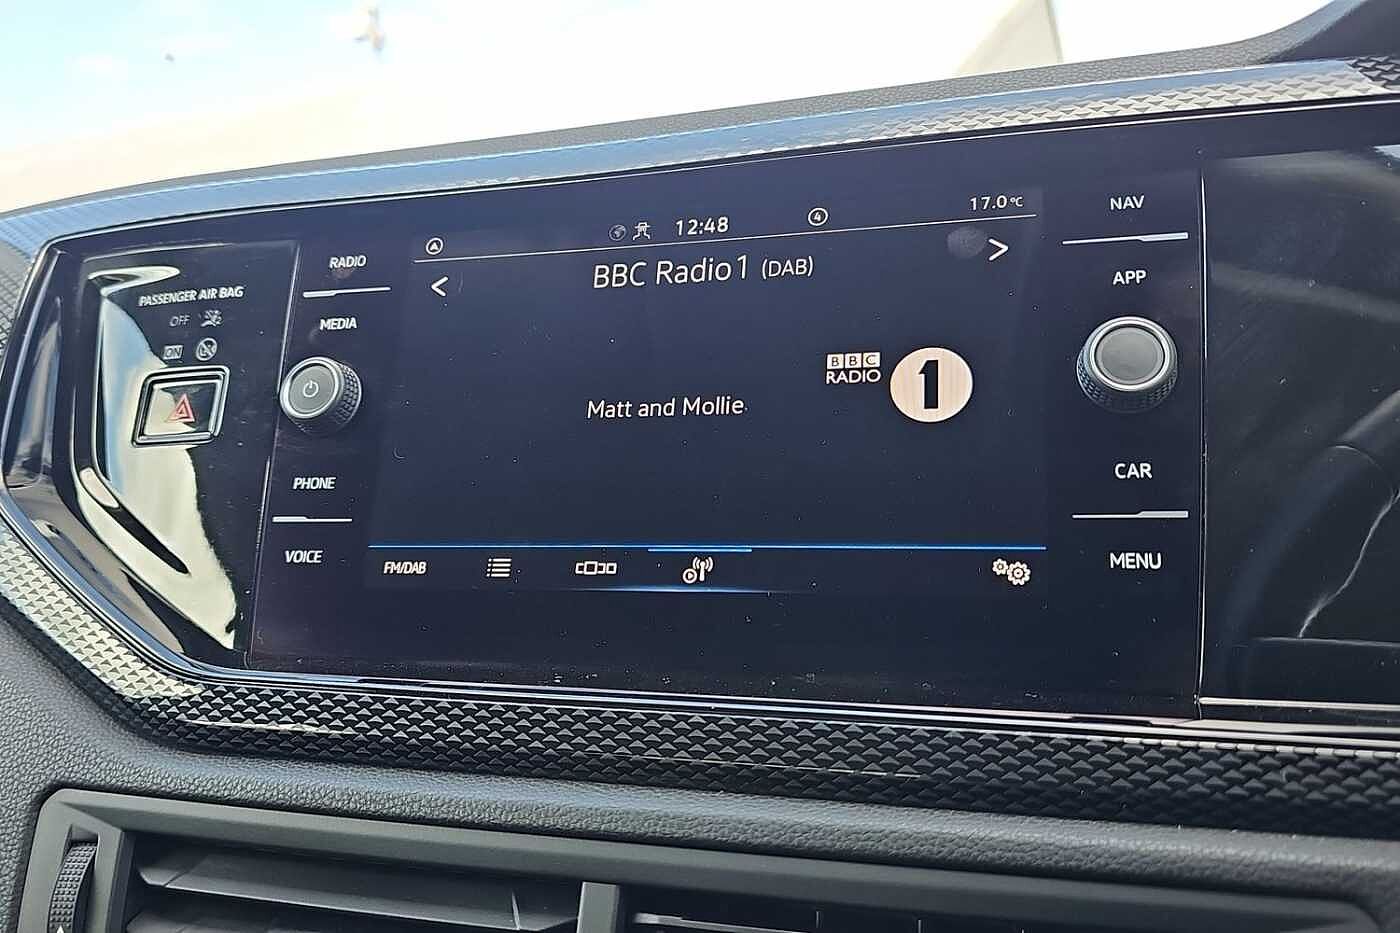 PASSENGER AIR BAG
OFF
ON
RADIO
MEDIA
PHONE
VOICE
12:48
4
17.0°C
BBC Radio 1 (DAB)
BBC
RADIO
1
Matt and Mollie
FM/DAB
NAV
APP
CAR
MENU